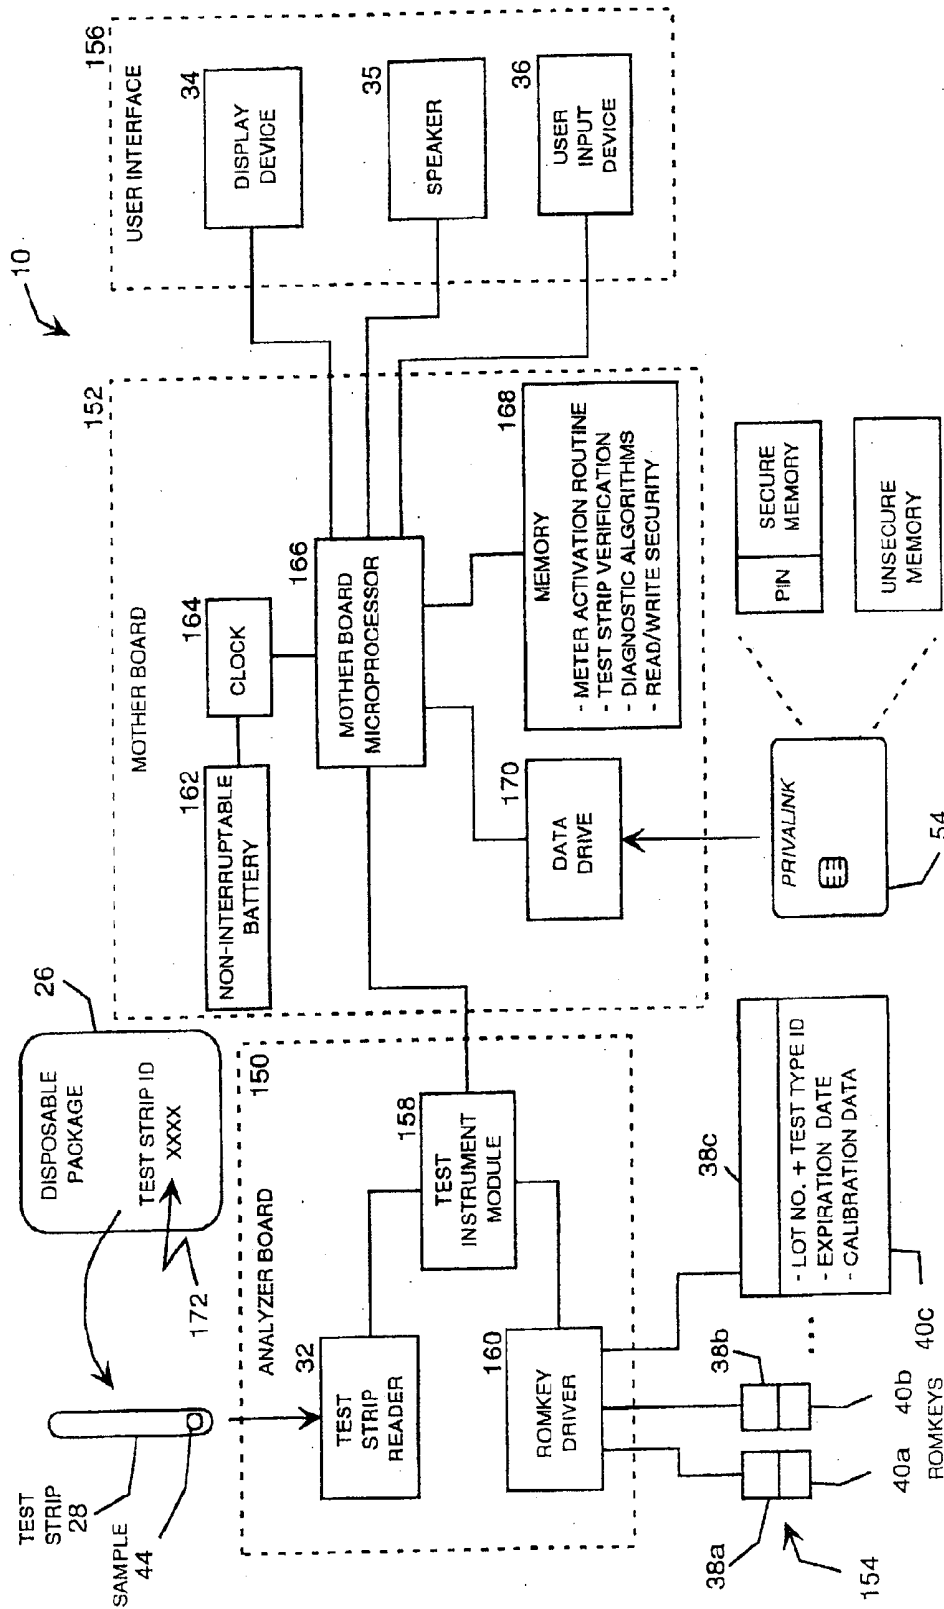 10
156
USER INTERFACE
34
DISPLAY
DEVICE
35
SPEAKER
36
USER
INPUT
DEVICE
152
MOTHER BOARD
162
NON-INTERRUPTABLE
BATTERY
164
CLOCK
166
MOTHER BOARD
MICROPROCESSOR
168
MEMORY
- METER ACTIVATION ROUTINE
- TEST STRIP VERIFICATION
- DIAGNOSTIC ALGORITHMS
- READ/WRITE SECURITY
170
DATA
DRIVE
PRIVALINK
54
PIN
SECURE
MEMORY
UNSECURE
MEMORY
26
DISPOSABLE
PACKAGE
TEST STRIP ID
XXXX
172
TEST
STRIP
28
SAMPLE
44
150
ANALYZER BOARD
32
TEST
STRIP
READER
158
TEST
INSTRUMENT
MODULE
160
ROMKEY
DRIVER
38a
38b
38c
- LOT NO. + TEST TYPE ID
- EXPIRATION DATE
- CALIBRATION DATA
154
40a
40b
40c
ROMKEYS